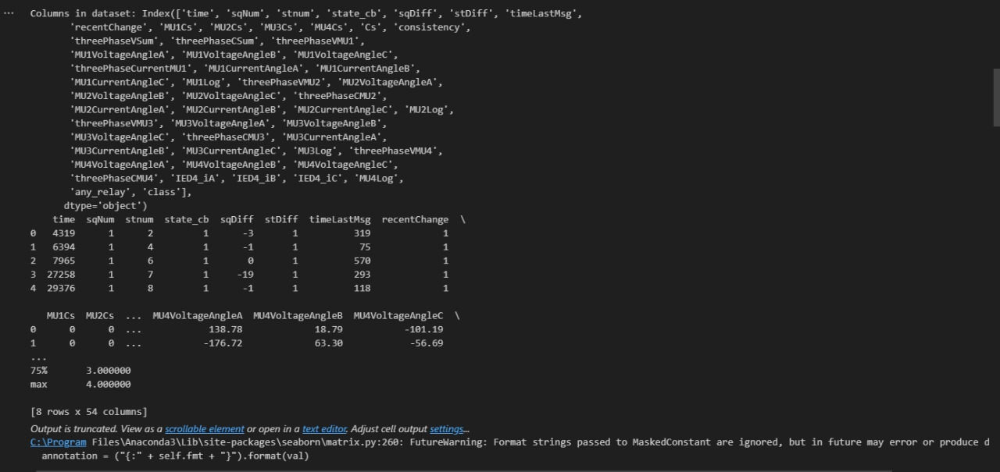 ...
Columns in dataset: Index(['time', 'sqNum', 'stnum', 'state_cb', 'sqDiff', 'stDiff', 'timeLastMsg',
'recentChange', 'MU1Cs', 'MU2Cs', 'MU3Cs', 'MU4Cs', 'Cs', 'consistency',
'threePhaseVSum', 'threePhaseCSum', 'threePhaseVMU1',
'MU1VoltageAngleA', 'MU1VoltageAngleB', 'MU1VoltageAngleC',
'threePhaseCurrentMU1', 'MU1CurrentAngleA', 'MU1CurrentAngleB',
'MU1CurrentAngleC', 'MU1Log', 'threePhaseVMU2', 'MU2VoltageAngleA',
'MU2VoltageAngleB', 'MU2VoltageAngleC', 'threePhaseCMU2',
'MU2CurrentAngleA', 'MU2CurrentAngleB', 'MU2CurrentAngleC', 'MU2Log',
'threePhaseVMU3', 'MU3VoltageAngleA', 'MU3VoltageAngleB',
'MU3VoltageAngleC', 'threePhaseCMU3', 'MU3CurrentAngleA',
'MU3CurrentAngleB', 'MU3CurrentAngleC', 'MU3Log', 'threePhaseVMU4',
'MU4VoltageAngleA', 'MU4VoltageAngleB', 'MU4VoltageAngleC',
'threePhaseCMU4', 'IED4_iA', 'IED4_iB', 'IED4_iC', 'MU4Log',
'any_relay', 'class'],
dtype='object')
time sqNum stnum state_cb sqDiff stDiff timeLastMsg recentChange \
0 4319 1 2 1 -3 1 319 1
1 6394 1 4 1 -1 1 75 1
2 7965 1 6 1 0 1 570 1
3 27258 1 7 1 -19 1 293 1
4 29376 1 8 1 -1 1 118 1
MU1Cs MU2Cs ... MU4VoltageAngleA MU4VoltageAngleB MU4VoltageAngleC \
0 0 0 ... 138.78 18.79 -101.19
1 0 0 ... -176.72 63.30 -56.69
...
75% 3.000000
max 4.000000
[8 rows x 54 columns]
Output is truncated. View as a scrollable element or open in a text editor. Adjust cell output settings...
C:\Program Files\Anaconda3\Lib\site-packages\seaborn\matrix.py:260: FutureWarning: Format strings passed to MaskedConstant are ignored, but in future may error or produce d
annotation = ("{:" + self.fmt + "}").format(val)